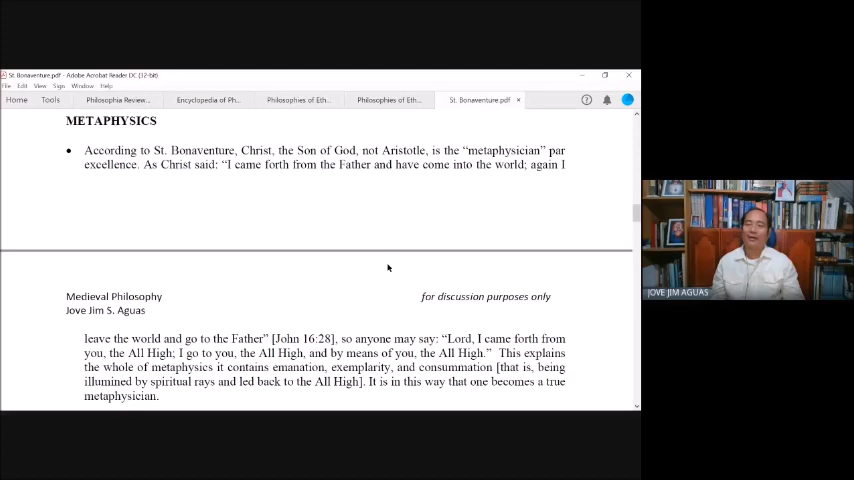 St. Bonaventure.pdf - Adobe Acrobat Reader DC (32-bit)
File Edit View Sign Window Help
Home Tools Philosophia Review... Encyclopedia of Ph... Philosophies of Eth... Philosophies of Eth... St. Bonaventure.pdf ×
METAPHYSICS
• According to St. Bonaventure, Christ, the Son of God, not Aristotle, is the “metaphysician” par
excellence. As Christ said: “I came forth from the Father and have come into the world; again I
Medieval Philosophy for discussion purposes only
Jove Jim S. Aguas
leave the world and go to the Father” [John 16:28], so anyone may say: “Lord, I came forth from
you, the All High; I go to you, the All High, and by means of you, the All High.” This explains
the whole of metaphysics it contains emanation, exemplarity, and consummation [that is, being
illumined by spiritual rays and led back to the All High]. It is in this way that one becomes a true
metaphysician.
JOVE JIM AGUAS